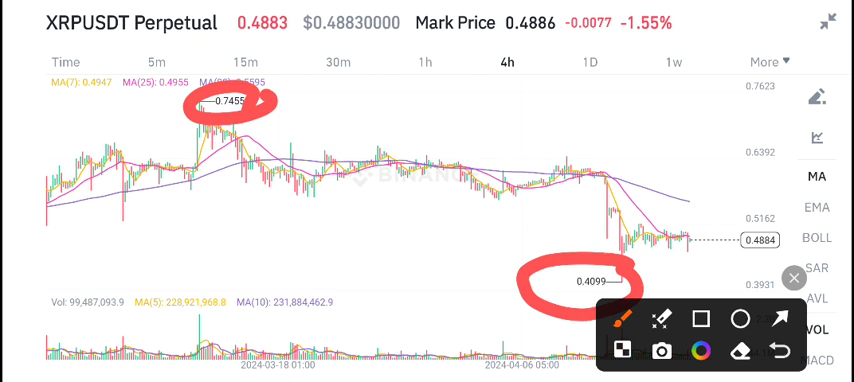 XRPUSDT Perpetual 0.4883 $0.48830000 Mark Price 0.4886 -0.0077 -1.55%
Time 5m 15m 30m 1h 4h 1D 1w More
MA(7): 0.4947 MA(25): 0.4955 5595
0.7623
0.7455
0.6392
BINANC
MA
EMA
0.5162
0.4884
BOLL
SAR
0.4099
0.3931
AVL
Vol: 99,487,093.9 MA(5): 228,921,968.8 MA(10): 231,884,462.9
VOL
MACD
2024-03-18 01:00 2024-04-06 05:00